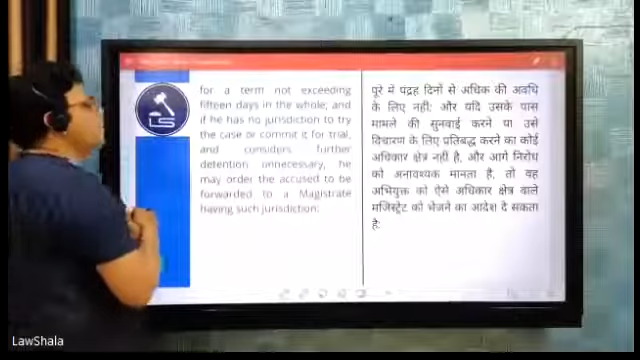 for a term not exceeding
fifteen days in the whole; and
if he has no jurisdiction to try
the case or commit it for trial,
and considers further
detention unnecessary, he
may order the accused to be
forwarded to a Magistrate
having such jurisdiction:
पूरे में पंद्रह दिनों से अधिक की अवधि
के लिए नहीं; और यदि उसके पास
मामले की सुनवाई करने या उसे
विचारण के लिए प्रतिबद्ध करने का कोई
अधिकार क्षेत्र नहीं है, और आगे निरोध
को अनावश्यक मानता है, तो वह
अभियुक्त को ऐसे अधिकार क्षेत्र वाले
मजिस्ट्रेट को भेजने का आदेश दे सकता
है:
LS
LawShala